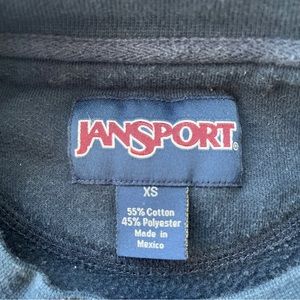 JANSPORT®
XS
55% Cotton
45% Polyester
Made in
Mexico